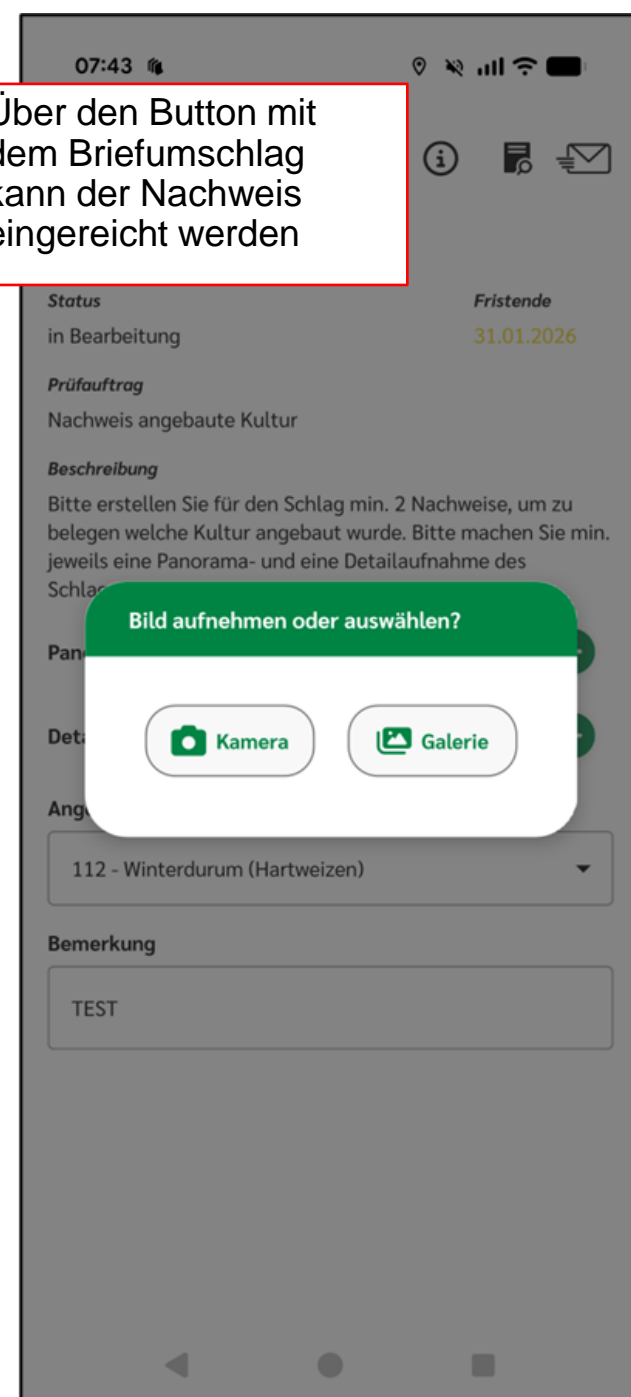 07:43
Über den Button mit
dem Briefumschlag
kann der Nachweis
eingereicht werden
Status
Fristende
in Bearbeitung
31.01.2026
Prüfauftrag
Nachweis angebaute Kultur
Beschreibung
Bitte erstellen Sie für den Schlag min. 2 Nachweise, um zu
belegen welche Kultur angebaut wurde. Bitte machen Sie min.
jeweils eine Panorama- und eine Detailaufnahme des
Bild aufnehmen oder auswählen?
Kamera
Galerie
112 - Winterdurum (Hartweizen)
Bemerkung
TEST